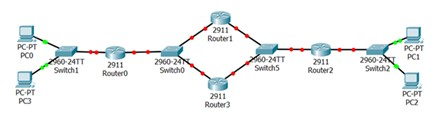 PC-PT
PC0
PC-PT
PC3
2960-24TT
Switch1
2911
Router0
2960-24TT
Switch0
2911
Router1
2911
Router3
2960-24TT
Switch5
2911
Router2
2960-24TT
Switch2
PC-PT
PC1
PC-PT
PC2